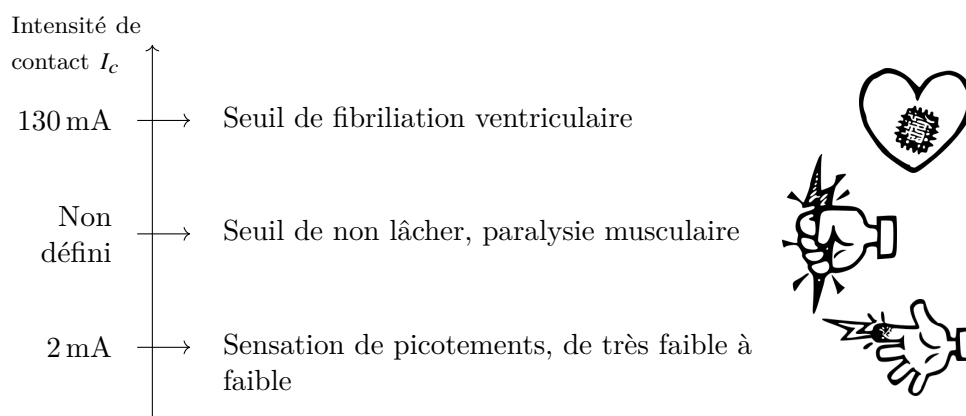 Intensité de
contact I_c
130 mA
Seuil de fibriliation ventriculaire
Non
défini
Seuil de non lâcher, paralysie musculaire
2 mA
Sensation de picotements, de très faible à
faible